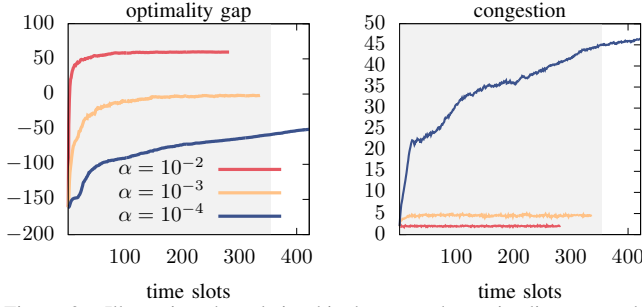 optimality gap
100
50
0
−50
−100
−150
−200
α = 10⁻²
α = 10⁻³
α = 10⁻⁴
100 200 300 400
time slots
congestion
50
45
40
35
30
25
20
15
10
5
0
100 200 300 400
time slots